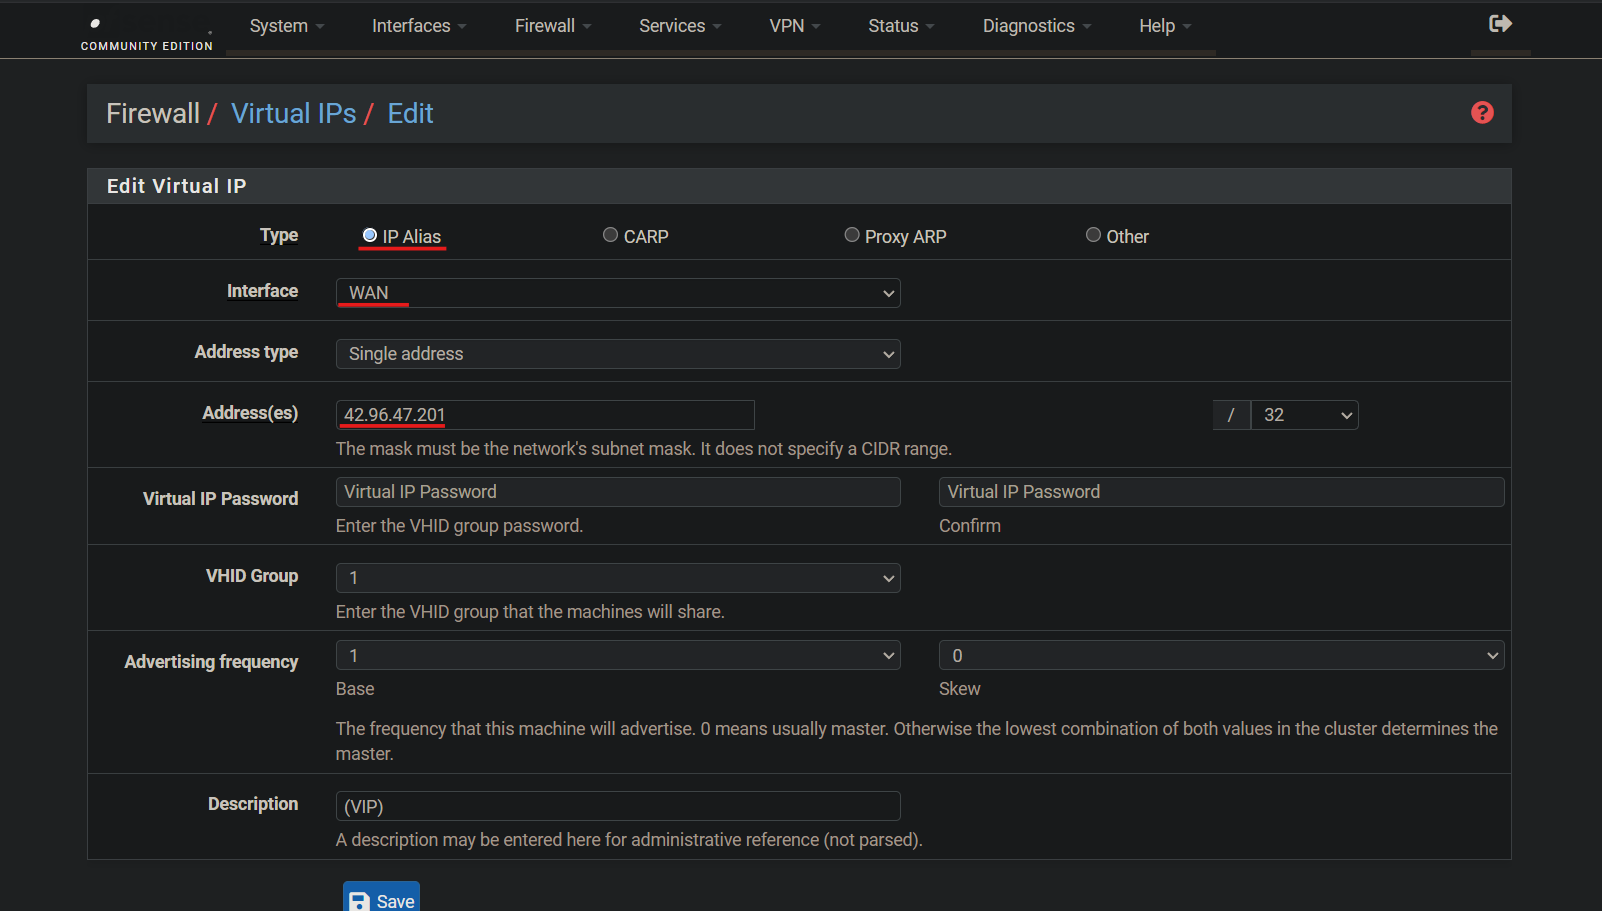 System Interfaces Firewall Services VPN Status Diagnostics Help
COMMUNITY EDITION
Firewall / Virtual IPs / Edit
Edit Virtual IP
Type IP Alias CARP Proxy ARP Other
Interface WAN
Address type Single address
Address(es) 42.96.47.201 / 32
The mask must be the network's subnet mask. It does not specify a CIDR range.
Virtual IP Password Virtual IP Password Virtual IP Password
Enter the VHID group password. Confirm
VHID Group 1
Enter the VHID group that the machines will share.
Advertising frequency 1 0
Base Skew
The frequency that this machine will advertise. 0 means usually master. Otherwise the lowest combination of both values in the cluster determines the
master.
Description (VIP)
A description may be entered here for administrative reference (not parsed).
Save